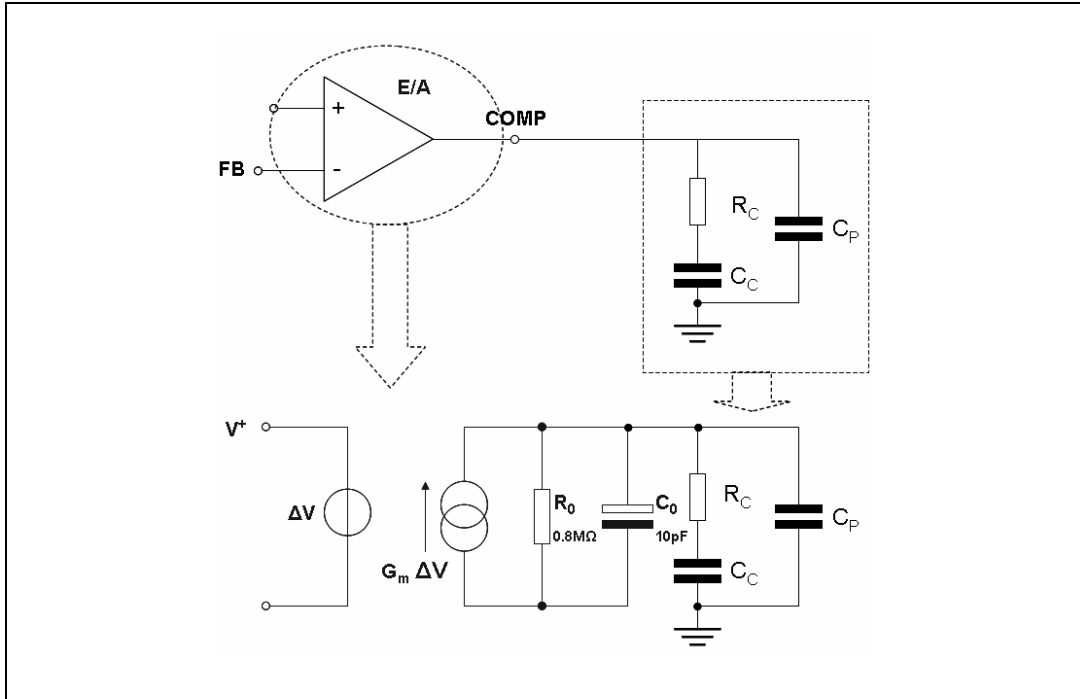 E/A
+
COMP
FB
-
R_C
C_P
C_C
V⁺
ΔV
G_m ΔV
R_0
0.8MΩ
C_0
10pF
R_C
C_P
C_C